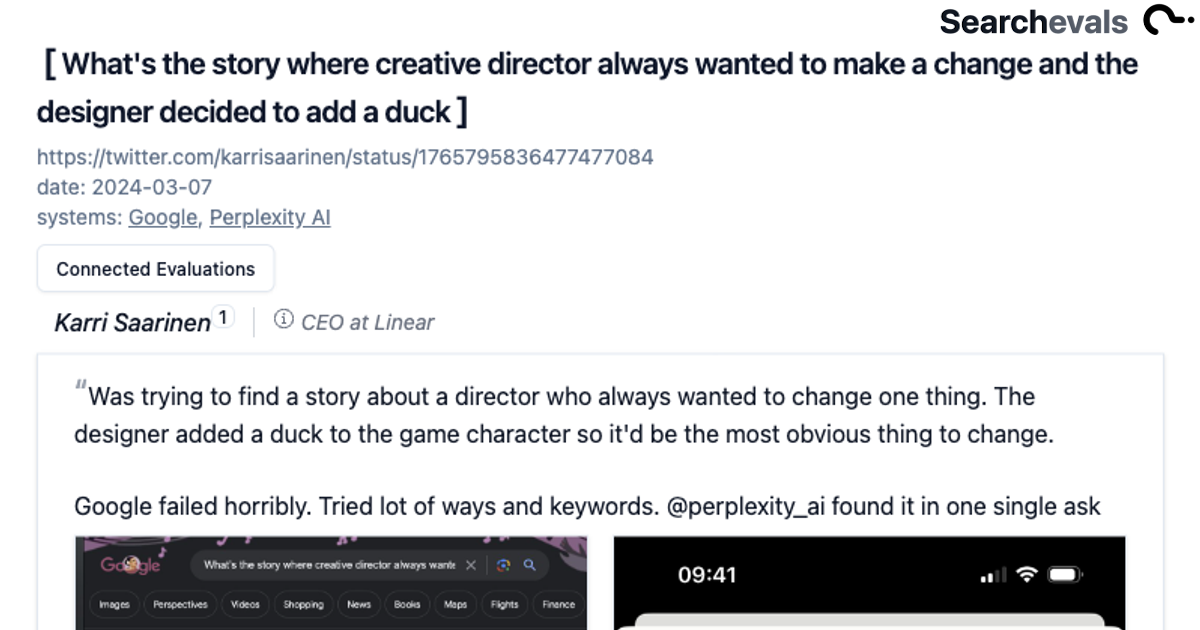 Searchevals
[ What's the story where creative director always wanted to make a change and the
designer decided to add a duck ]
https://twitter.com/karrisaarinen/status/1765795836477477084
date: 2024-03-07
systems: Google, Perplexity AI
Connected Evaluations
Karri Saarinen 1 CEO at Linear
"Was trying to find a story about a director who always wanted to change one thing. The
designer added a duck to the game character so it'd be the most obvious thing to change.
Google failed horribly. Tried lot of ways and keywords. @perplexity_ai found it in one single ask
Google What's the story where creative director always wante
Images Perspectives Videos Shopping News Books Maps Flights Finance
09:41